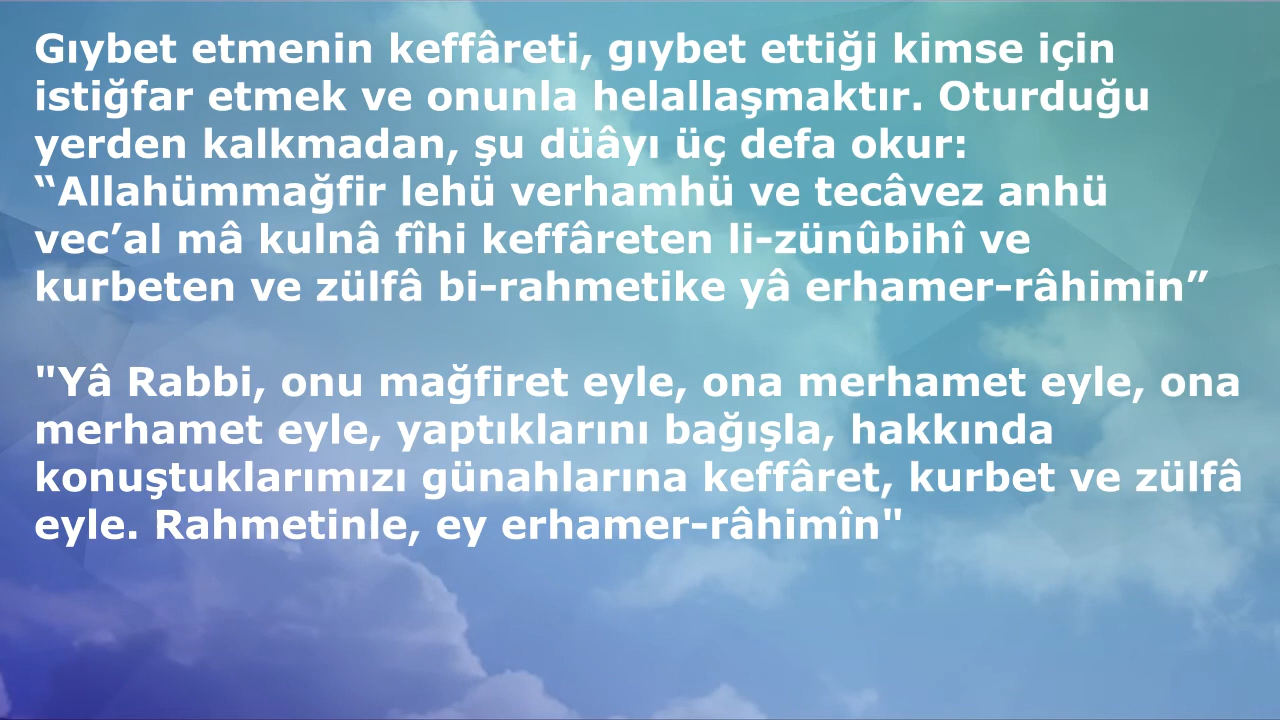 Gıybet etmenin keffâreti, gıybet ettiği kimse için
istiğfar etmek ve onunla helallaşmaktır. Oturduğu
yerden kalkmadan, şu düâyı üç defa okur:
“Allahümmağfir lehü verhamhü ve tecâvez anhü
vec’al mâ kulnâ fîhi keffâreten li-zünûbihî ve
kurbeten ve zülfâ bi-rahmetike yâ erhamer-râhimin”
"Yâ Rabbi, onu mağfiret eyle, ona merhamet eyle, ona
merhamet eyle, yaptıklarını bağışla, hakkında
konuştuklarımızı günahlarına keffâret, kurbet ve zülfâ
eyle. Rahmetinle, ey erhamer-râhimîn"